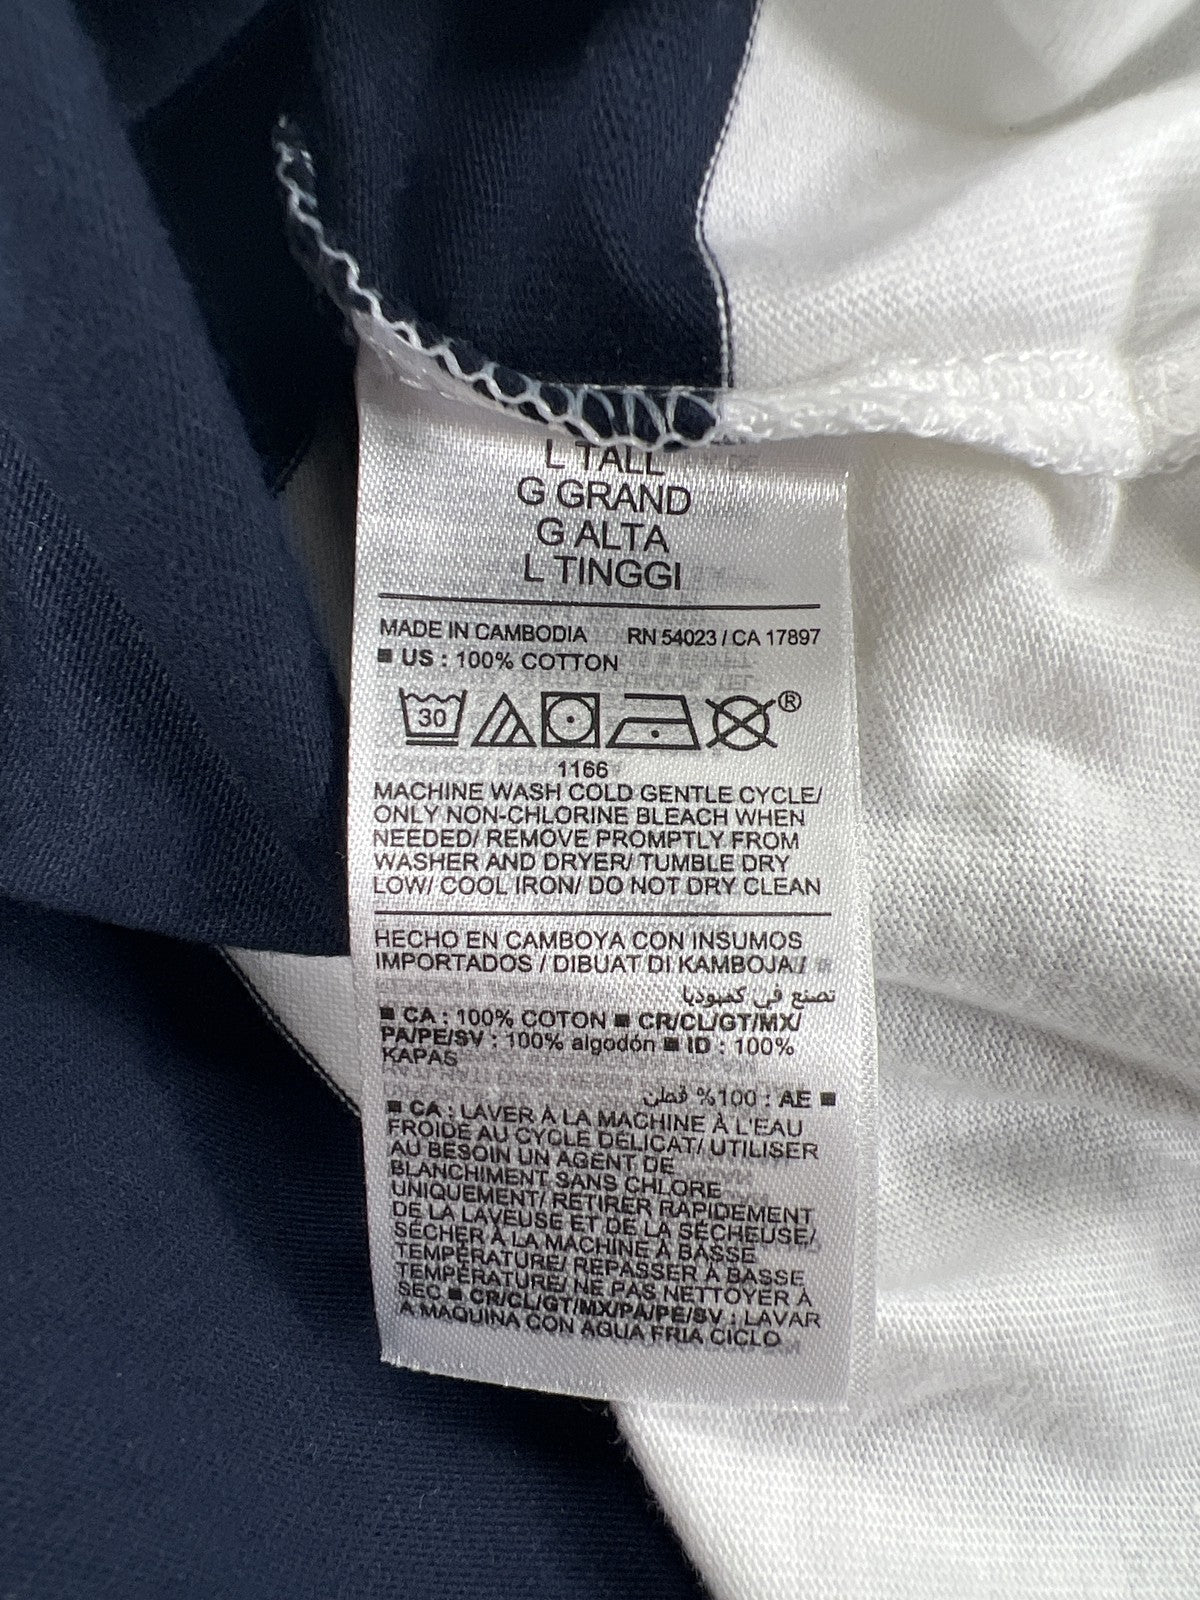 L TALL
G GRAND
G ALTA
L TINGGI
MADE IN CAMBODIA RN 54023 / CA 17897
■ US : 100% COTTON
30 ®
1166
MACHINE WASH COLD GENTLE CYCLE/
ONLY NON-CHLORINE BLEACH WHEN
NEEDED/ REMOVE PROMPTLY FROM
WASHER AND DRYER/ TUMBLE DRY
LOW/ COOL IRON/ DO NOT DRY CLEAN
HECHO EN CAMBOYA CON INSUMOS
IMPORTADOS / DIBUAT DI KAMBOJA/
تصنع في كمبوديا
■ CA : 100% COTON ■ CR/CL/GT/MX/
PA/PE/SV : 100% algodón ■ ID : 100%
KAPAS
■ AE : 100% قطن
■ CA : LAVER À LA MACHINE À L'EAU
FROIDE AU CYCLE DÉLICAT/ UTILISER
AU BESOIN UN AGENT DE
BLANCHIMENT SANS CHLORE
UNIQUEMENT/ RETIRER RAPIDEMENT
DE LA LAVEUSE ET DE LA SÉCHEUSE/
SÉCHER À LA MACHINE À BASSE
TEMPÉRATURE/ REPASSER À BASSE
TEMPÉRATURE/ NE PAS NETTOYER À
SEC ■ CR/CL/GT/MX/PA/PE/SV : LAVAR
A MAQUINA CON AGUA FRIA CICLO